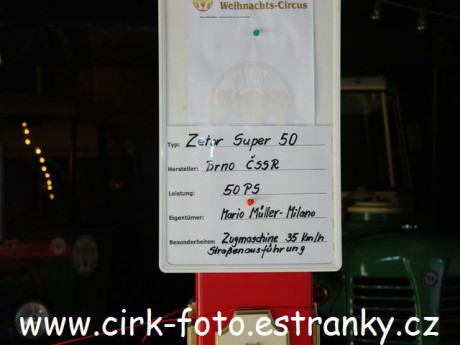 Weihnachts-Circus
Typ: Zetor Super 50
Hersteller: Brno ČSSR
Leistung: 50 PS
Eigentümer: Mario Müller-Milano
Besonderheiten: Zugmaschine 35 Km/h
Straßenausführung
www.cirk-foto.estranky.cz